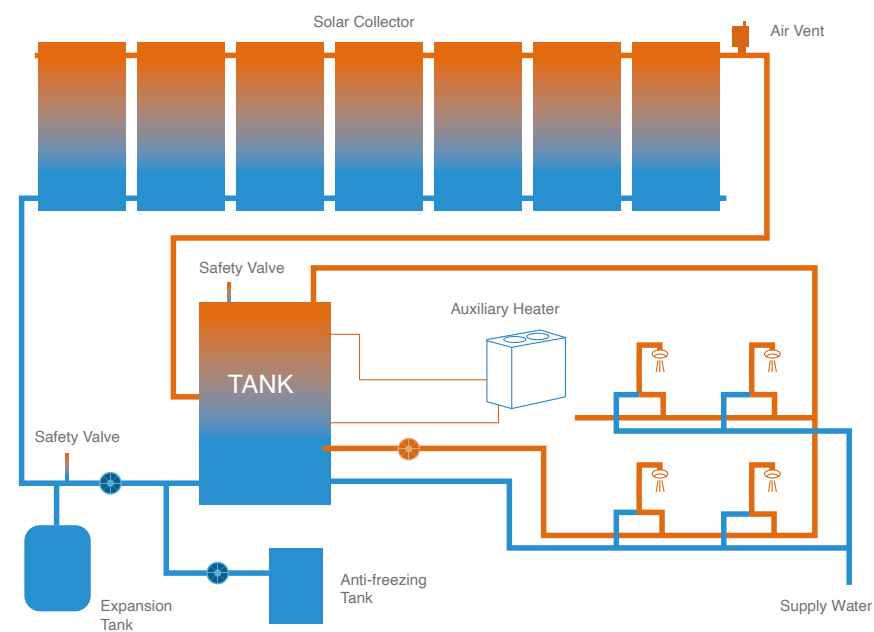 Solar Collector
Air Vent
Safety Valve
Auxiliary Heater
TANK
Safety Valve
Anti-freezing
Tank
Expansion
Tank
Supply Water